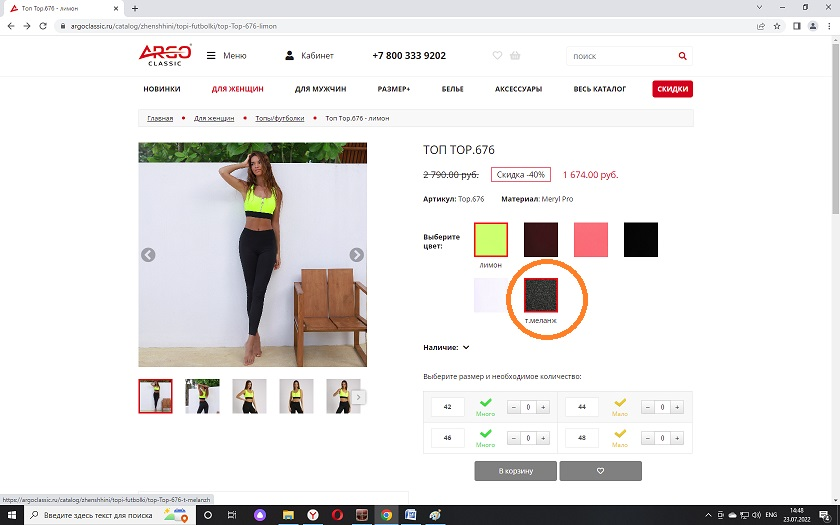 Топ Top.676 - лимон
argoclassic.ru/catalog/zhenshhini/topi-futbolki/top-Top-676-limon
ARGO
CLASSIC
Меню
Кабинет
+7 800 333 9202
поиск
НОВИНКИ
ДЛЯ ЖЕНЩИН
ДЛЯ МУЖЧИН
РАЗМЕР+
БЕЛЬЕ
АКСЕССУАРЫ
ВЕСЬ КАТАЛОГ
СКИДКИ
Главная
Для женщин
Топы/футболки
Топ Top.676 - лимон
ТОП TOP.676
2 790.00 руб.
Скидка -40%
1 674.00 руб.
Артикул: Top.676
Материал: Meryl Pro
Выберите
цвет:
лимон
т.меланж
Наличие:
Выберите размер и необходимое количество:
42
Много
− 0 +
44
Мало
− 0 +
46
Много
− 0 +
48
Мало
− 0 +
В корзину
https://argoclassic.ru/catalog/zhenshhini/topi-futbolki/top-Top-676-t-melanzh
Введите здесь текст для поиска
ENG
14:48
23.07.2022